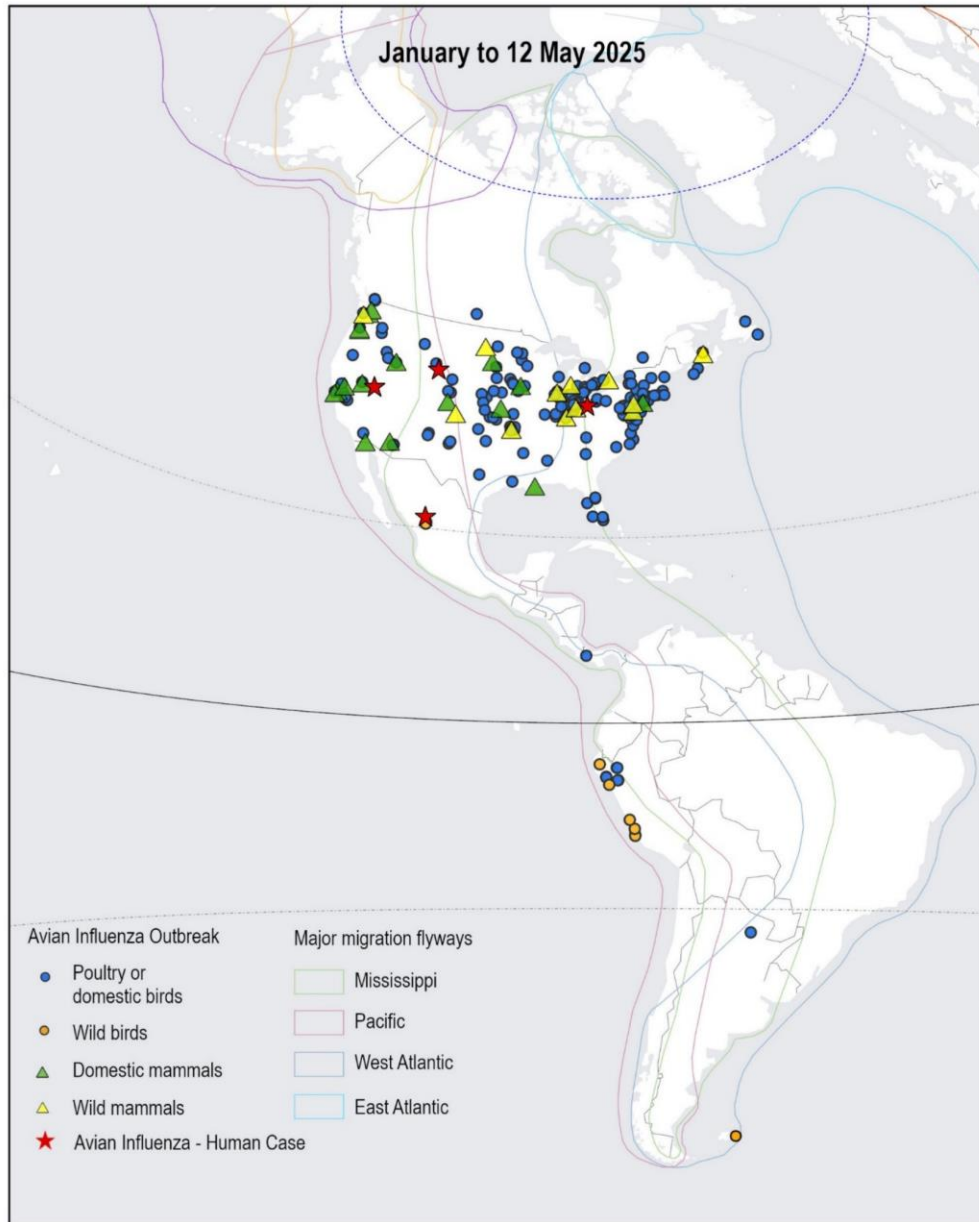 January to 12 May 2025
Avian Influenza Outbreak
Poultry or
domestic birds
Wild birds
Domestic mammals
Wild mammals
Avian Influenza - Human Case
Major migration flyways
Mississippi
Pacific
West Atlantic
East Atlantic